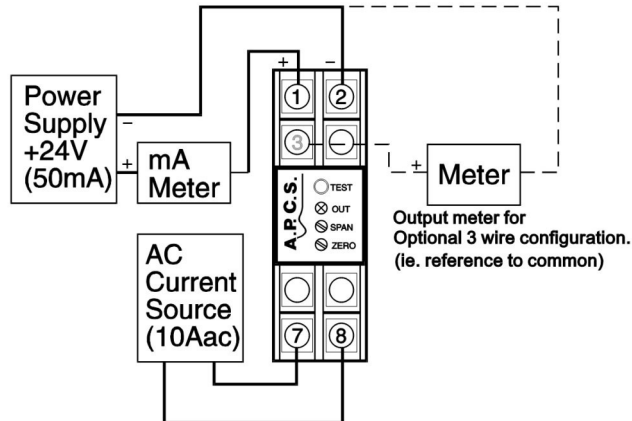 + −
1 2
Power
Supply
+24V
(50mA)
−
+
mA
Meter
3
+
Meter
A.P.C.S.
TEST
OUT
SPAN
ZERO
Output meter for
Optional 3 wire configuration.
(ie. reference to common)
AC
Current
Source
(10Aac)
7 8